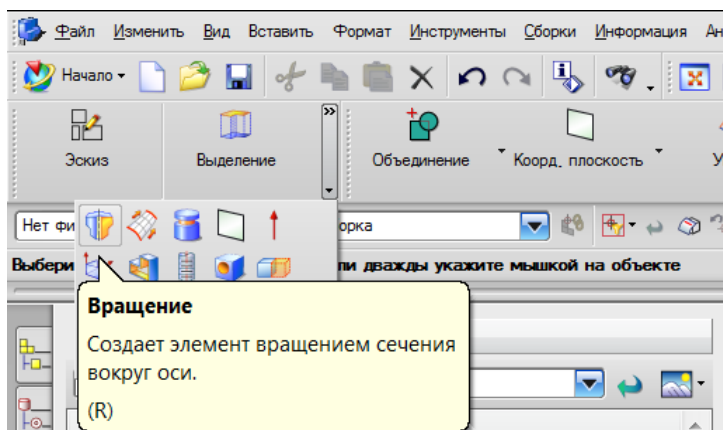 Файл Изменить Вид Вставить Формат Инструменты Сборки Информация Ан
Начало
Эскиз Выделение Объединение Коорд. плоскость У
Нет фи орка
Выбери ли дважды укажите мышкой на объекте
Вращение
Создает элемент вращением сечения
вокруг оси.
(R)